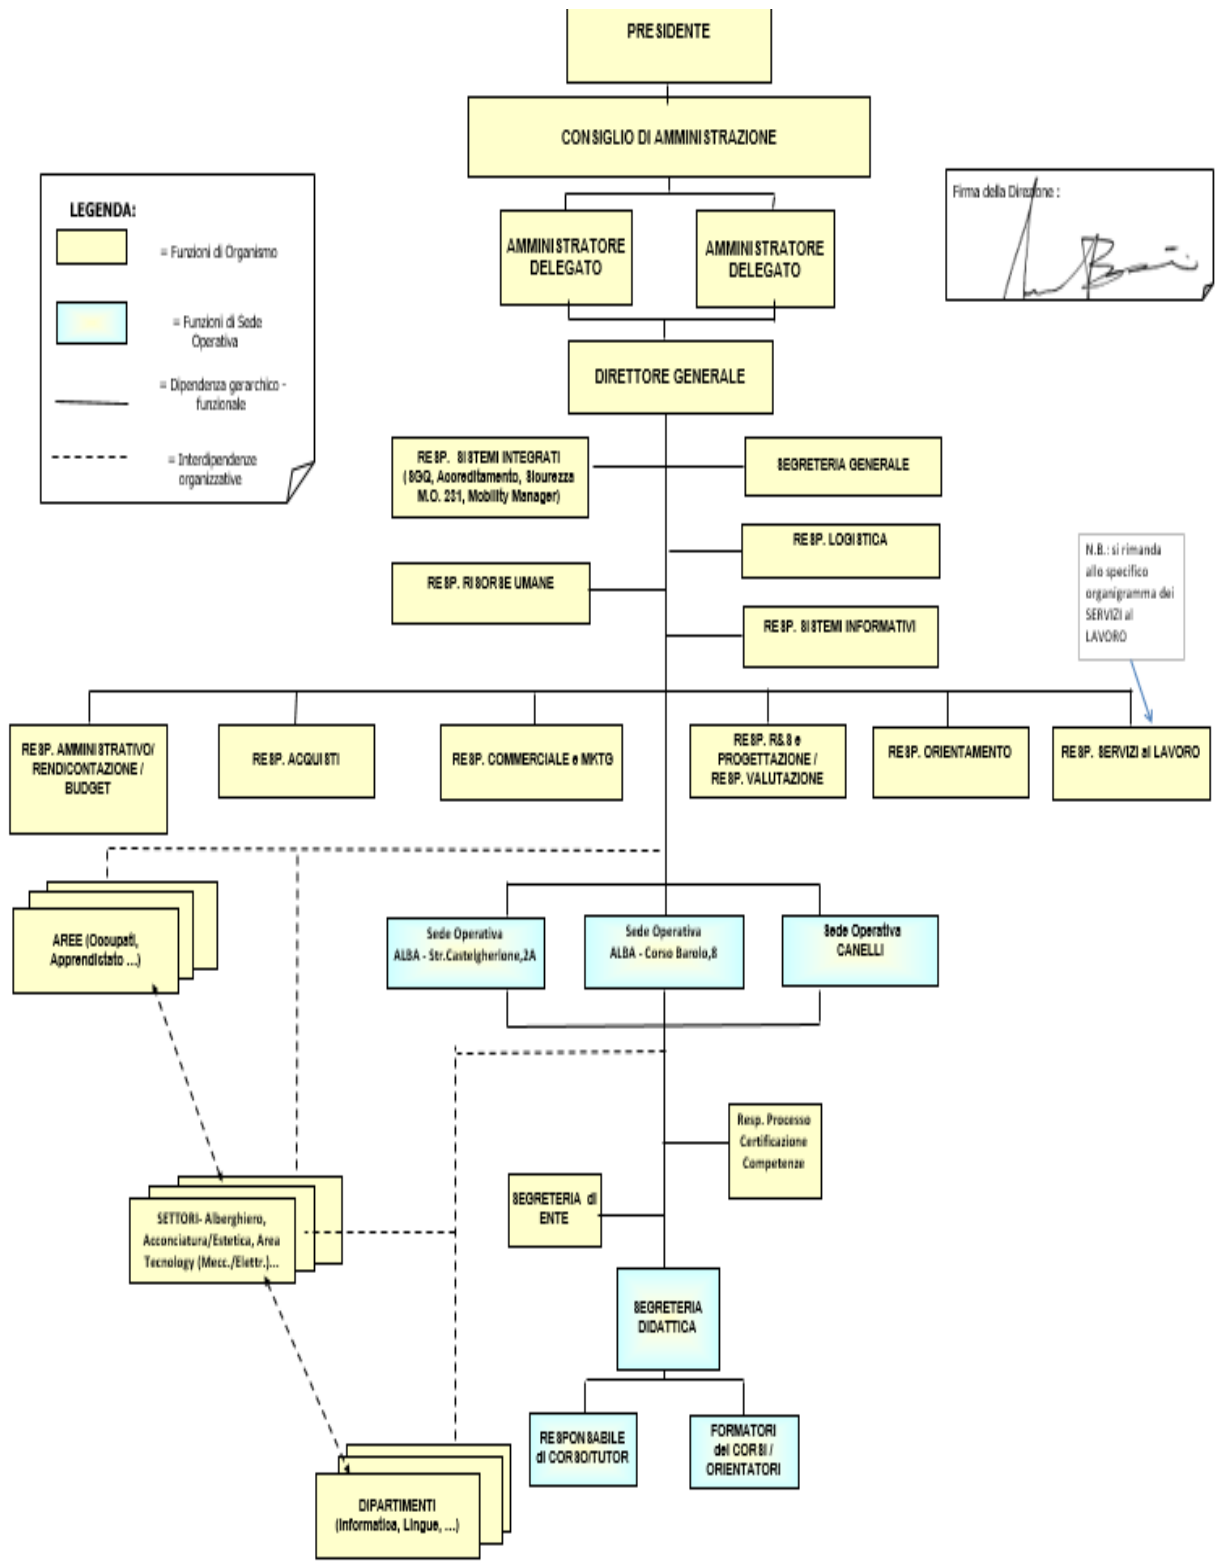 PRESIDENTE
CONSIGLIO DI AMMINISTRAZIONE
LEGENDA:
= Funzioni di Organismo
= Funzioni di Sede
Operativa
= Dipendenza gerarchico -
funzionale
= Interdipendenze
organizzative
Firma della Direzione :
AMMINISTRATORE
DELEGATO
AMMINISTRATORE
DELEGATO
DIRETTORE GENERALE
RESP. SISTEMI INTEGRATI
(SGQ, Accreditamento, Sicurezza
M.O. 231, Mobility Manager)
SEGRETERIA GENERALE
RESP. LOGISTICA
RESP. RISORSE UMANE
RESP. SISTEMI INFORMATIVI
N.B.: si rimanda
allo specifico
organigramma dei
SERVIZI al
LAVORO
RESP. AMMINISTRATIVO/
RENDICONTAZIONE /
BUDGET
RESP. ACQUISTI
RESP. COMMERCIALE e MKTG
RESP. R&S e
PROGETTAZIONE /
RESP. VALUTAZIONE
RESP. ORIENTAMENTO
RESP. SERVIZI al LAVORO
AREE (Occupati,
Apprendistato ...)
Sede Operativa
ALBA - Str.Castelgherlone,2A
Sede Operativa
ALBA - Corso Barolo,8
Sede Operativa
CANELLI
Resp. Processo
Certificazione
Competenze
SEGRETERIA di
ENTE
SETTORI- Alberghiero,
Acconciatura/Estetica, Area
Tecnology (Mecc./Elettr.)...
SEGRETERIA
DIDATTICA
RESPONSABILE
di CORSO/TUTOR
FORMATORI
dei CORSI /
ORIENTATORI
DIPARTIMENTI
(Informatica, Lingue, ...)